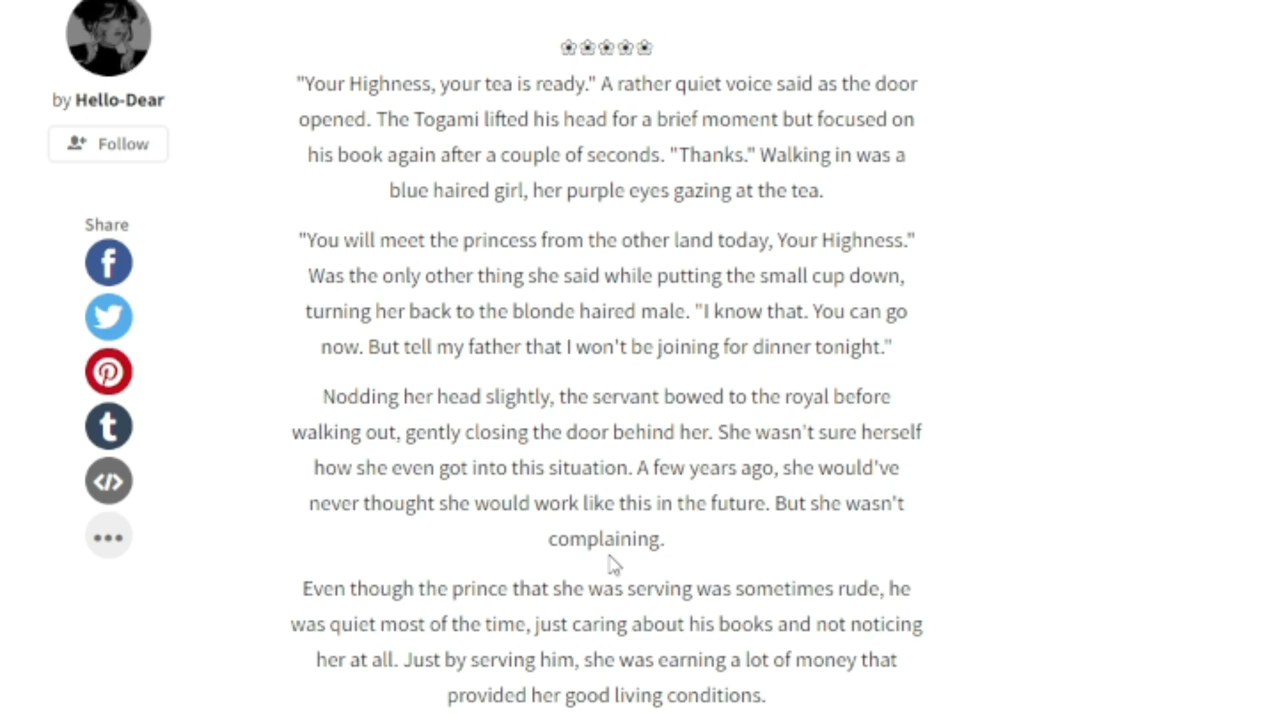 ❀❀❀❀❀
"Your Highness, your tea is ready." A rather quiet voice said as the door
opened. The Togami lifted his head for a brief moment but focused on
his book again after a couple of seconds. "Thanks." Walking in was a
blue haired girl, her purple eyes gazing at the tea.
"You will meet the princess from the other land today, Your Highness."
Was the only other thing she said while putting the small cup down,
turning her back to the blonde haired male. "I know that. You can go
now. But tell my father that I won't be joining for dinner tonight."
Nodding her head slightly, the servant bowed to the royal before
walking out, gently closing the door behind her. She wasn't sure herself
how she even got into this situation. A few years ago, she would've
never thought she would work like this in the future. But she wasn't
complaining.
Even though the prince that she was serving was sometimes rude, he
was quiet most of the time, just caring about his books and not noticing
her at all. Just by serving him, she was earning a lot of money that
provided her good living conditions.
by Hello-Dear
Follow
Share